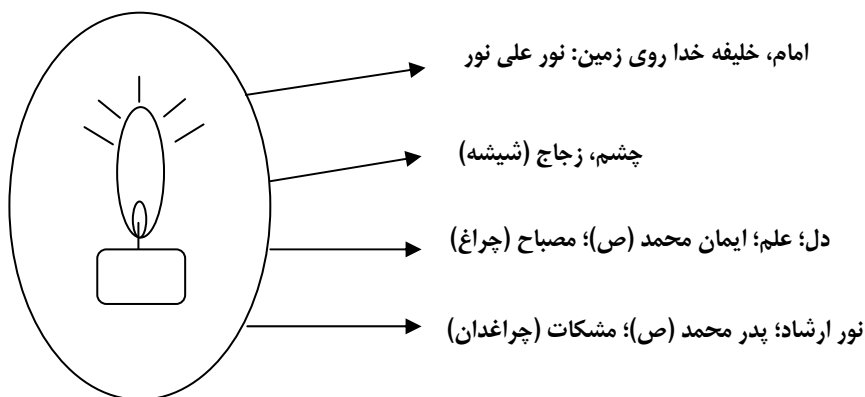 امام، خلیفه خدا روی زمین: نور علی نور
چشم، زجاج (شیشه)
دل؛ علم؛ ایمان محمد (ص)؛ مصباح (چراغ)
نور ارشاد؛ پدر محمد (ص)؛ مشکات (چراغدان)